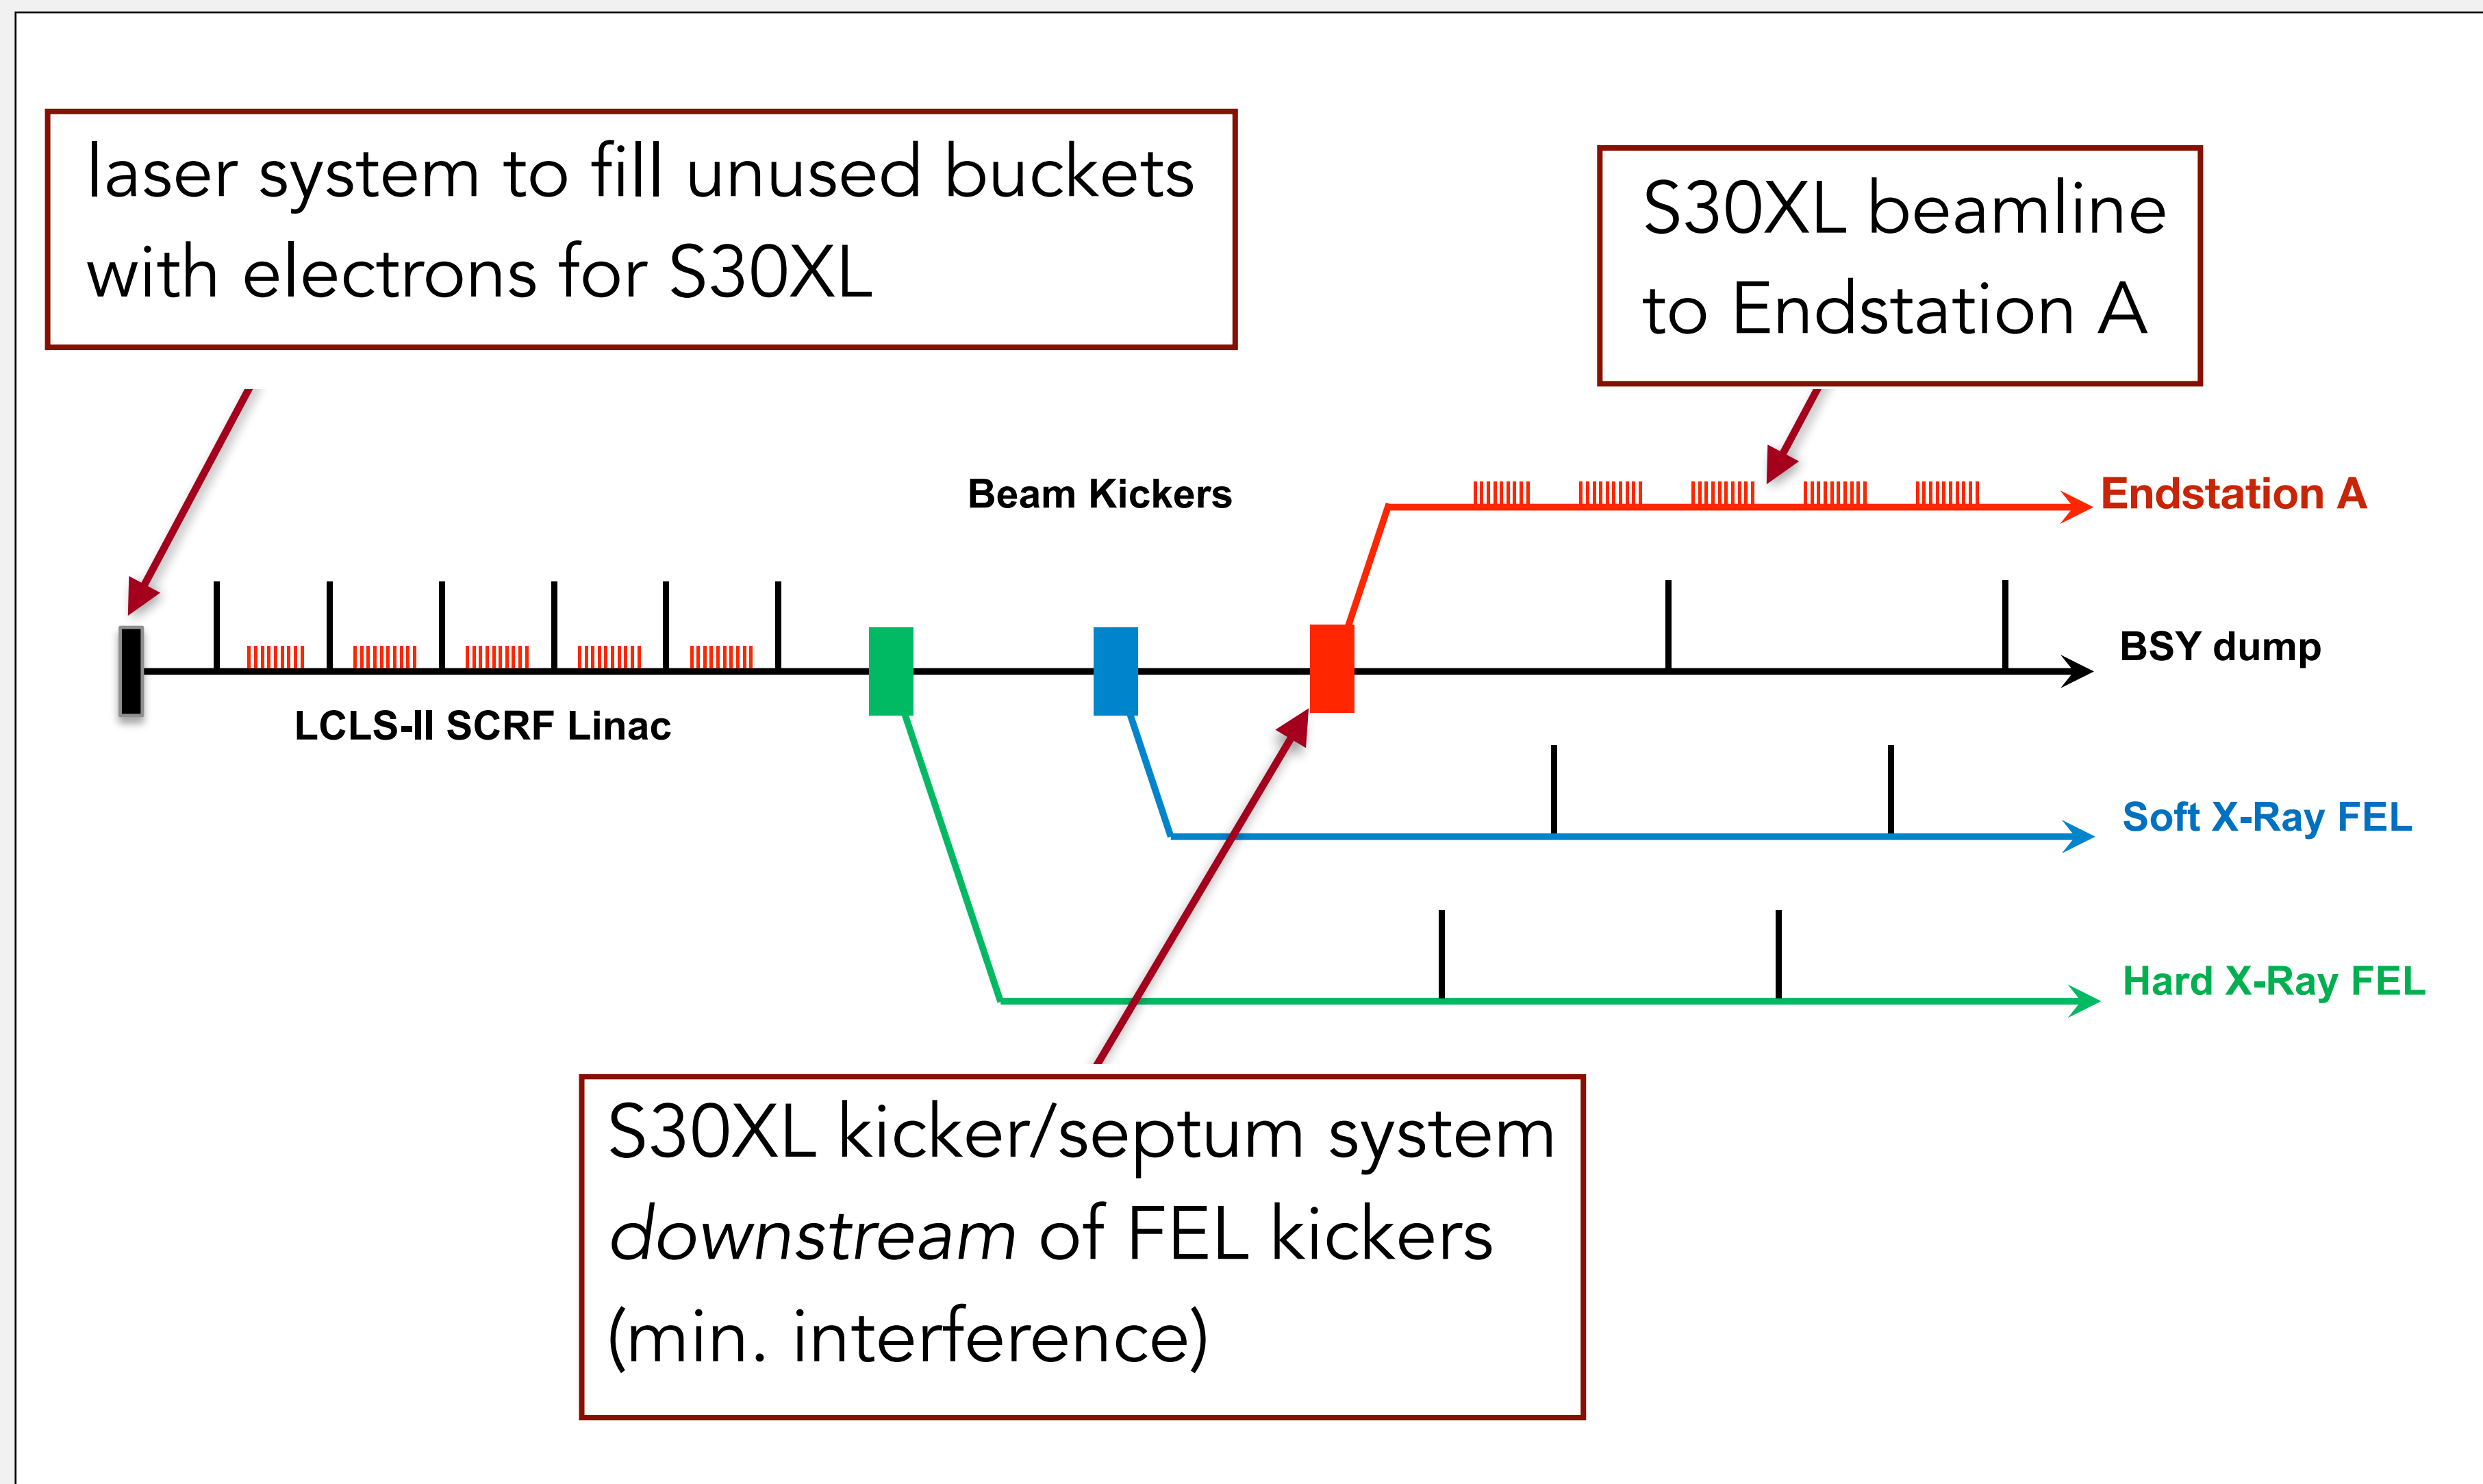 laser system to fill unused buckets
with electrons for S30XL
S30XL beamline
to Endstation A
Beam Kickers
Endstation A
BSY dump
LCLS-II SCRF Linac
Soft X-Ray FEL
Hard X-Ray FEL
S30XL kicker/septum system
downstream of FEL kickers
(min. interference)